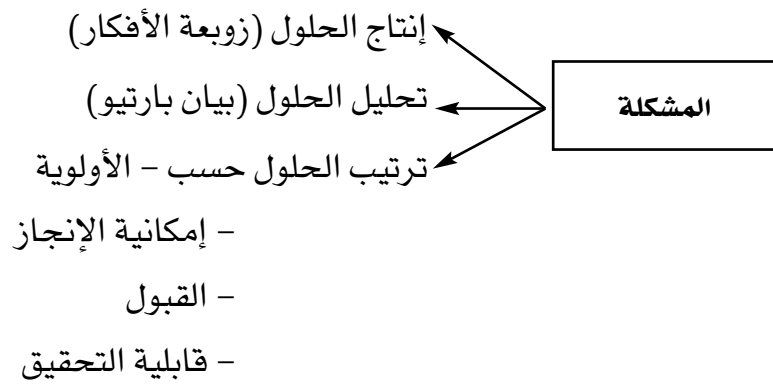 إنتاج الحلول (زوبعة الأفكار)
المشكلة
تحليل الحلول (بيان بارتيو)
ترتيب الحلول حسب – الأولوية
– إمكانية الإنجاز
– القبول
– قابلية التحقيق